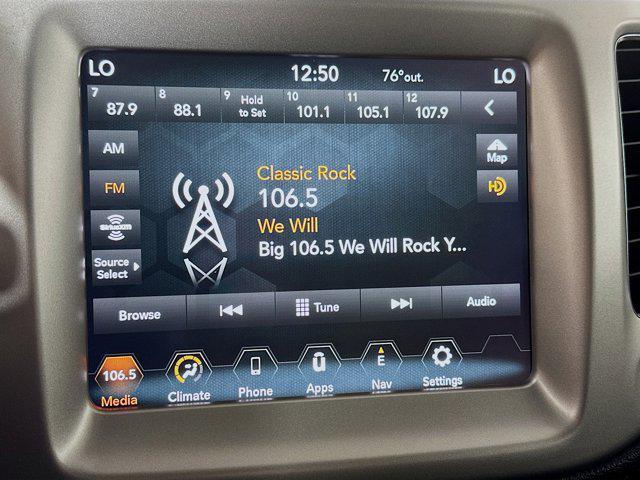 LO 12:50 76°out. LO
7 87.9 8 88.1 9 Hold to Set 10 101.1 11 105.1 12 107.9
AM
Map
FM
HD
SiriusXM
Source
Select
Classic Rock
106.5
We Will
Big 106.5 We Will Rock Y...
Browse Tune Audio
106.5 E
Media Climate Phone Apps Nav Settings